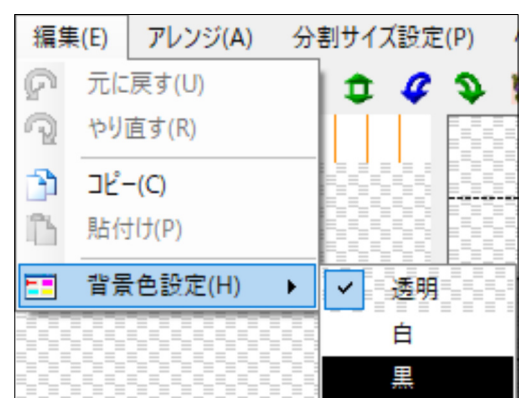 編集(E) アレンジ(A) 分割サイズ設定(P)
元に戻す(U)
やり直す(R)
コピー(C)
貼付け(P)
背景色設定(H)
透明
白
黒